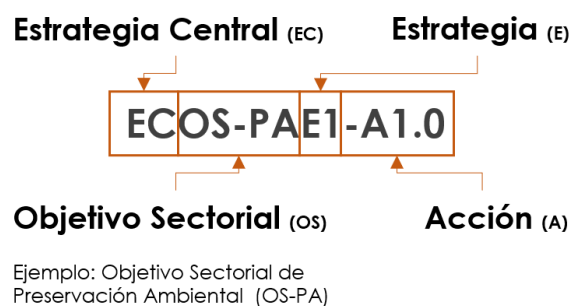 Estrategia Central (EC)
Estrategia (E)
ECOS-PAE1-A1.0
Objetivo Sectorial (OS)
Acción (A)
Ejemplo: Objetivo Sectorial de
Preservación Ambiental (OS-PA)